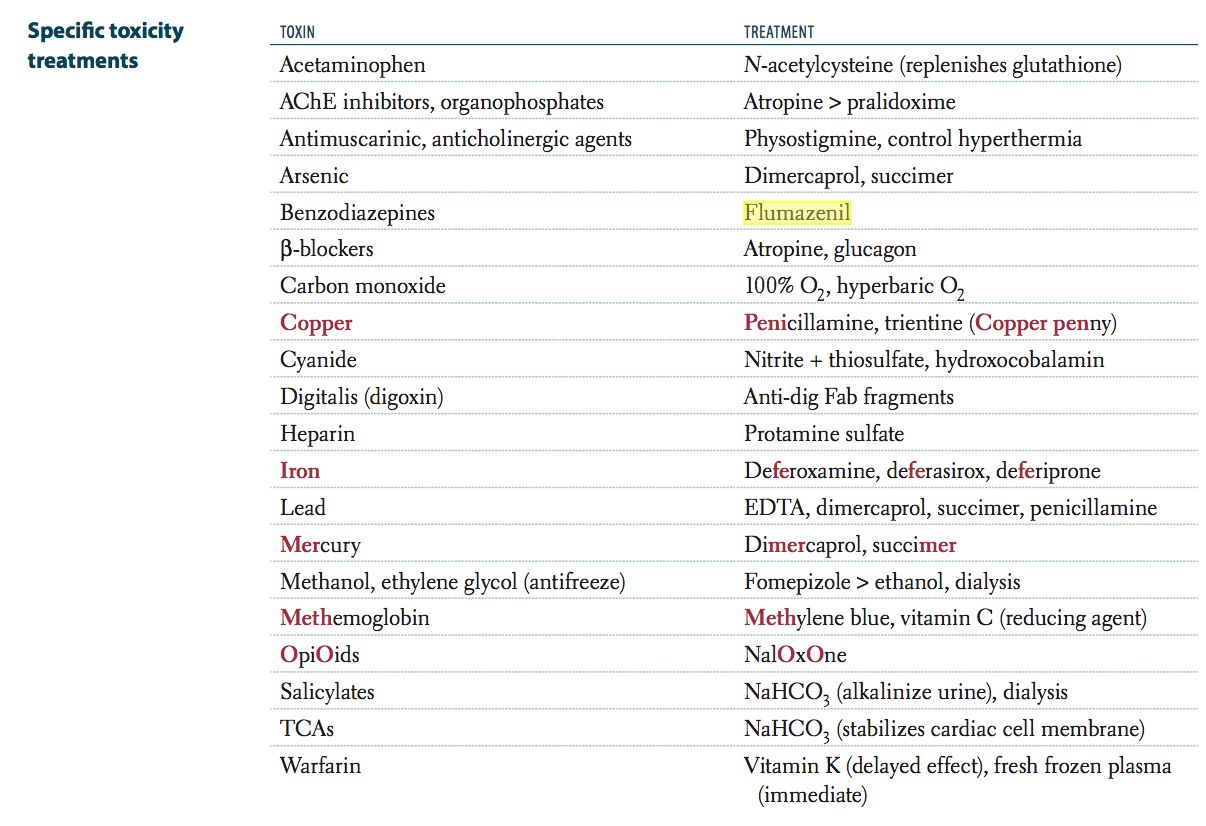 Specific toxicity
treatments
TOXIN TREATMENT
Acetaminophen N-acetylcysteine (replenishes glutathione)
AChE inhibitors, organophosphates Atropine > pralidoxime
Antimuscarinic, anticholinergic agents Physostigmine, control hyperthermia
Arsenic Dimercaprol, succimer
Benzodiazepines Flumazenil
β-blockers Atropine, glucagon
Carbon monoxide 100% O₂, hyperbaric O₂
Copper Penicillamine, trientine (Copper penny)
Cyanide Nitrite + thiosulfate, hydroxocobalamin
Digitalis (digoxin) Anti-dig Fab fragments
Heparin Protamine sulfate
Iron Deferoxamine, deferasirox, deferiprone
Lead EDTA, dimercaprol, succimer, penicillamine
Mercury Dimercaprol, succimer
Methanol, ethylene glycol (antifreeze) Fomepizole > ethanol, dialysis
Methemoglobin Methylene blue, vitamin C (reducing agent)
OpiOids NalOxOne
Salicylates NaHCO₃ (alkalinize urine), dialysis
TCAs NaHCO₃ (stabilizes cardiac cell membrane)
Warfarin Vitamin K (delayed effect), fresh frozen plasma
(immediate)